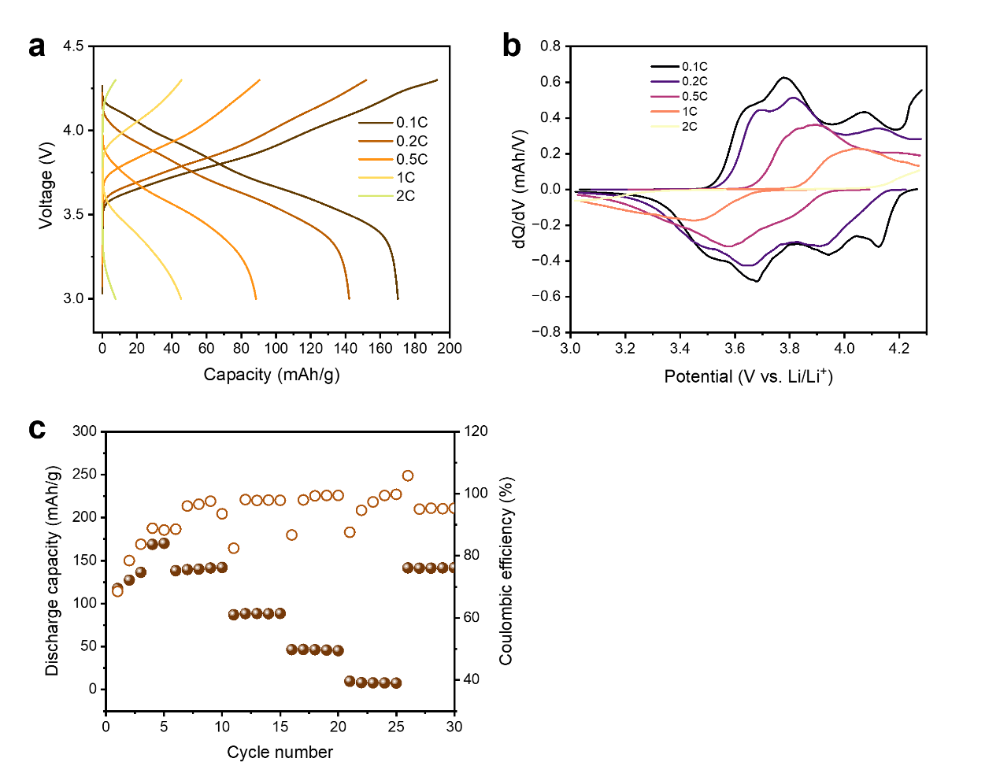 a
4.5
4.0
3.5
3.0
Voltage (V)
0.1C
0.2C
0.5C
1C
2C
0 20 40 60 80 100 120 140 160 180 200
Capacity (mAh/g)
b
0.8
0.6
0.4
0.2
0.0
−0.2
−0.4
−0.6
−0.8
dQ/dV (mAh/V)
0.1C
0.2C
0.5C
1C
2C
3.0 3.2 3.4 3.6 3.8 4.0 4.2
Potential (V vs. Li/Li⁺)
c
300
250
200
150
100
50
0
Discharge capacity (mAh/g)
120
100
80
60
40
Coulombic efficiency (%)
0 5 10 15 20 25 30
Cycle number